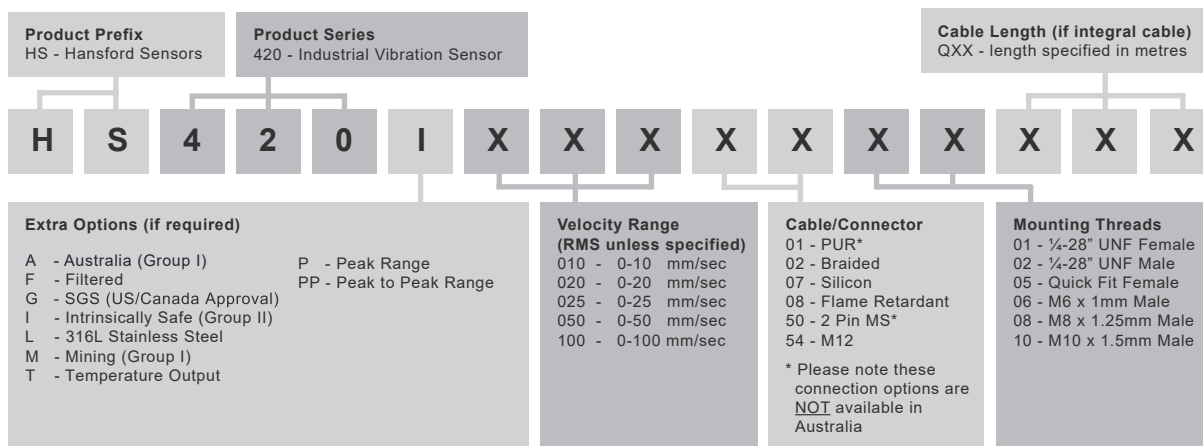 Product Prefix
HS - Hansford Sensors
Product Series
420 - Industrial Vibration Sensor
Cable Length (if integral cable)
QXX - length specified in metres
H S 4 2 0 I X X X X X X X X X X
Extra Options (if required)
A - Australia (Group I)
F - Filtered
G - SGS (US/Canada Approval)
I - Intrinsically Safe (Group II)
L - 316L Stainless Steel
M - Mining (Group I)
T - Temperature Output
P - Peak Range
PP - Peak to Peak Range
Velocity Range
(RMS unless specified)
010 - 0-10 mm/sec
020 - 0-20 mm/sec
025 - 0-25 mm/sec
050 - 0-50 mm/sec
100 - 0-100 mm/sec
Cable/Connector
01 - PUR*
02 - Braided
07 - Silicon
08 - Flame Retardant
50 - 2 Pin MS*
54 - M12
* Please note these
connection options are
NOT available in
Australia
Mounting Threads
01 - ¼-28” UNF Female
02 - ¼-28” UNF Male
05 - Quick Fit Female
06 - M6 x 1mm Male
08 - M8 x 1.25mm Male
10 - M10 x 1.5mm Male